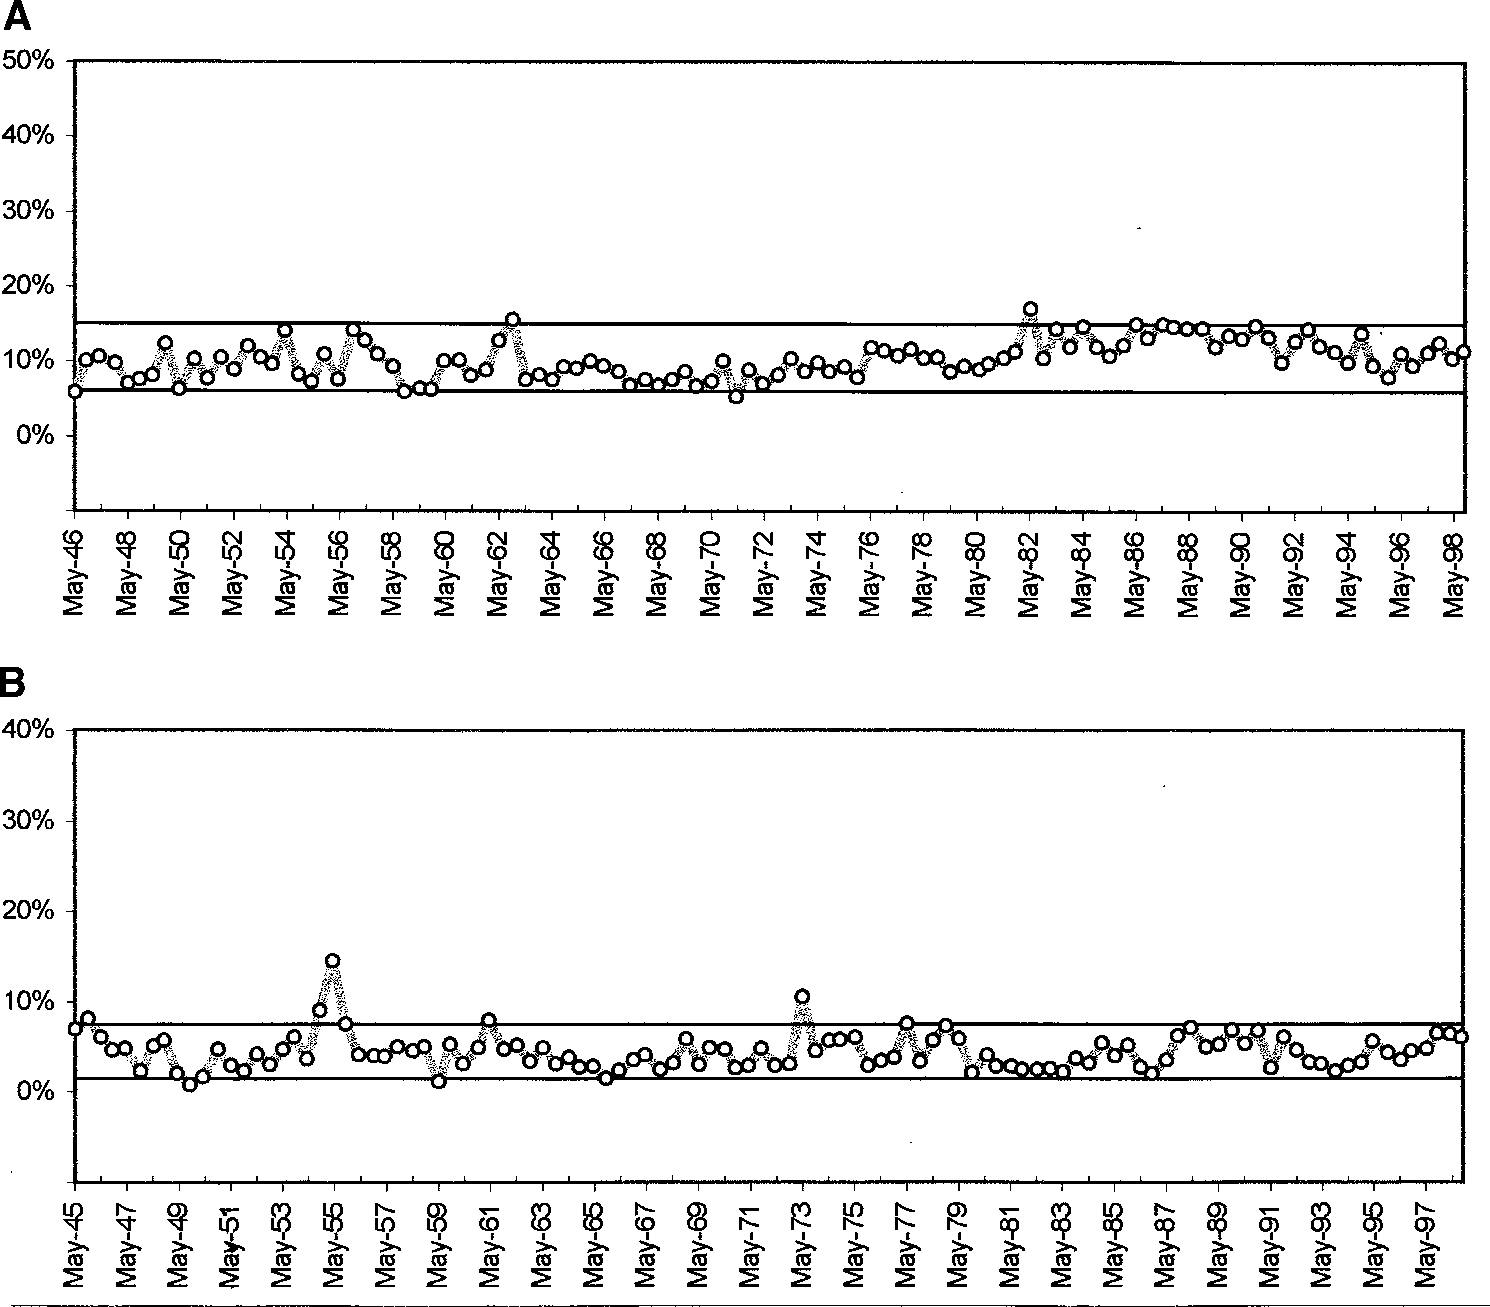 A
50%
40%
30%
20%
10%
0%
May-46 May-48 May-50 May-52 May-54 May-56 May-58 May-60 May-62 May-64 May-66 May-68 May-70 May-72 May-74 May-76 May-78 May-80 May-82 May-84 May-86 May-88 May-90 May-92 May-94 May-96 May-98
B
40%
30%
20%
10%
0%
May-45 May-47 May-49 May-51 May-53 May-55 May-57 May-59 May-61 May-63 May-65 May-67 May-69 May-71 May-73 May-75 May-77 May-79 May-81 May-83 May-85 May-87 May-89 May-91 May-93 May-95 May-97